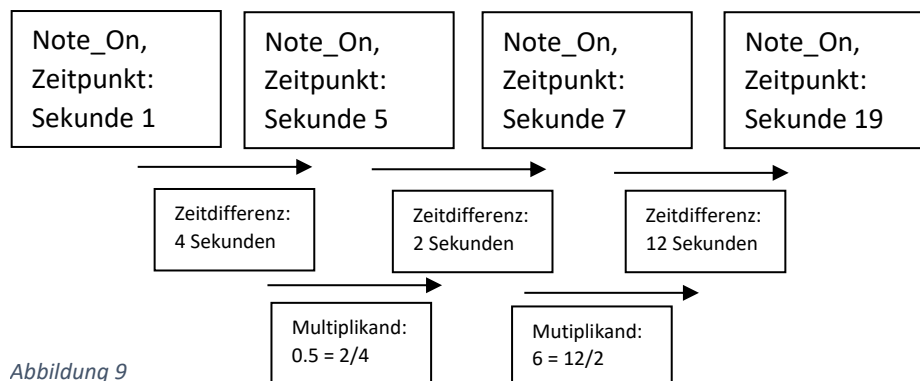 Note_On,
Zeitpunkt:
Sekunde 1
Note_On,
Zeitpunkt:
Sekunde 5
Note_On,
Zeitpunkt:
Sekunde 7
Note_On,
Zeitpunkt:
Sekunde 19
Zeitdifferenz:
4 Sekunden
Zeitdifferenz:
2 Sekunden
Zeitdifferenz:
12 Sekunden
Multiplikand:
0.5 = 2/4
Mutiplikand:
6 = 12/2
Abbildung 9